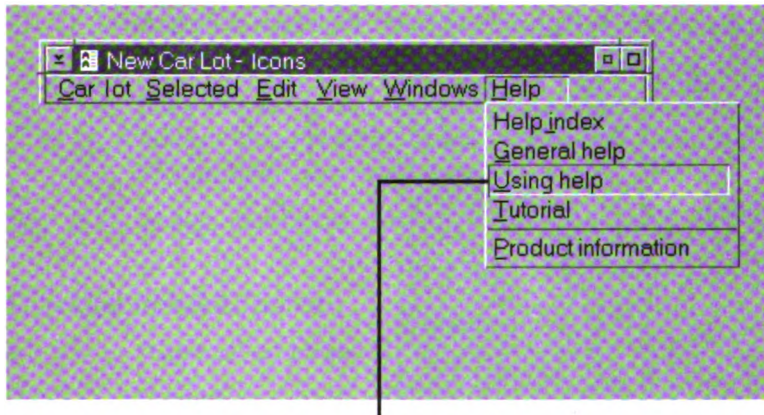 New Car Lot - Icons
Car lot Selected Edit View Windows Help
Help index
General help
Using help
Tutorial
Product information